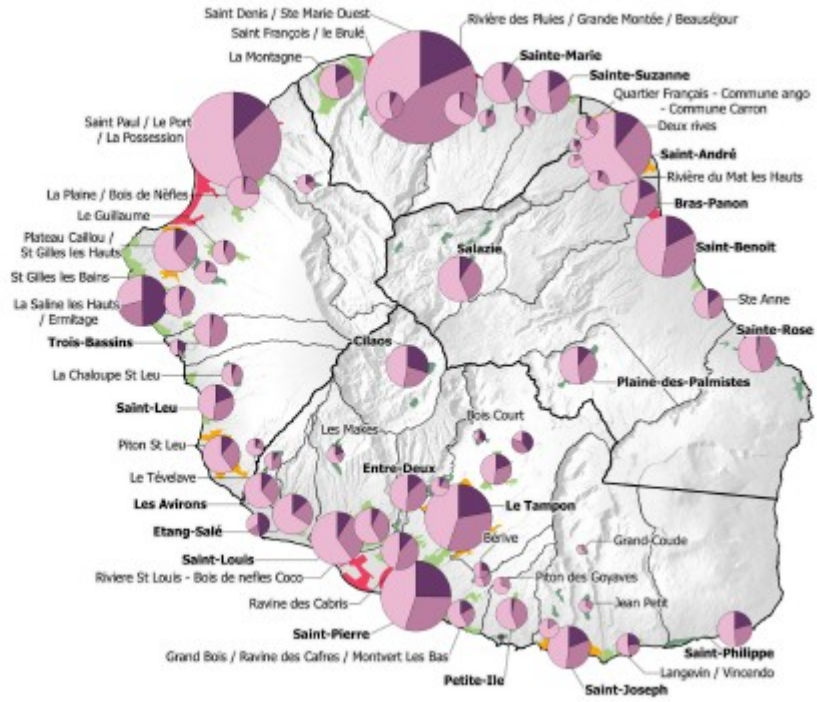 Saint Denis / Ste Marie Ouest
Rivière des Pluies / Grande Montée / Beauséjour
Saint François / le Brulé
La Montagne
Sainte-Marie
Sainte-Suzanne
Quartier Français - Commune ango
- Commune Carron
Deux rives
Saint Paul / Le Port
/ La Possession
Saint-André
Rivière du Mat les Hauts
La Plaine / Bois de Nèfles
Bras-Panon
Le Guillaume
Plateau Caillou /
St Gilles les Hauts
Salazie
Saint-Benoit
St Gilles les Bains
Ste Anne
La Saline les Hauts
/ Ermitage
Sainte-Rose
Trois-Bassins
Cilaos
La Chaloupe St Leu
Plaine-des-Palmistes
Saint-Leu
Bois Court
Les Makes
Piton St Leu
Entre-Deux
Le Tévelave
Les Avirons
Le Tampon
Etang-Salé
Berive
Grand-Coude
Saint-Louis
Riviere St Louis - Bois de nefles Coco
Piton des Goyaves
Ravine des Cabris
Jean Petit
Saint-Pierre
Saint-Philippe
Grand Bois / Ravine des Cafres / Montvert Les Bas
Langevin / Vincendo
Petite-Ile
Saint-Joseph